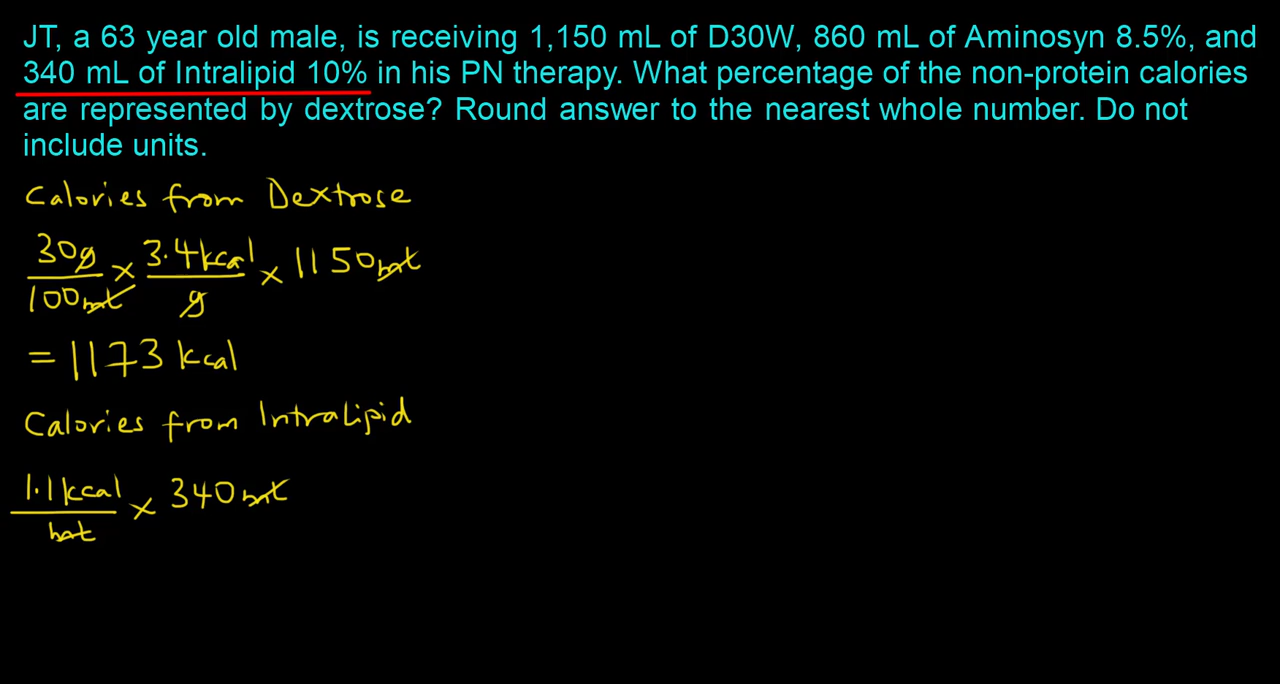 JT, a 63 year old male, is receiving 1,150 mL of D30W, 860 mL of Aminosyn 8.5%, and
340 mL of Intralipid 10% in his PN therapy. What percentage of the non-protein calories
are represented by dextrose? Round answer to the nearest whole number. Do not
include units.
Calories from Dextrose
30g/100mL × 3.4kcal/g × 1150mL
= 1173 kcal
Calories from Intralipid
1.1kcal/mL × 340mL